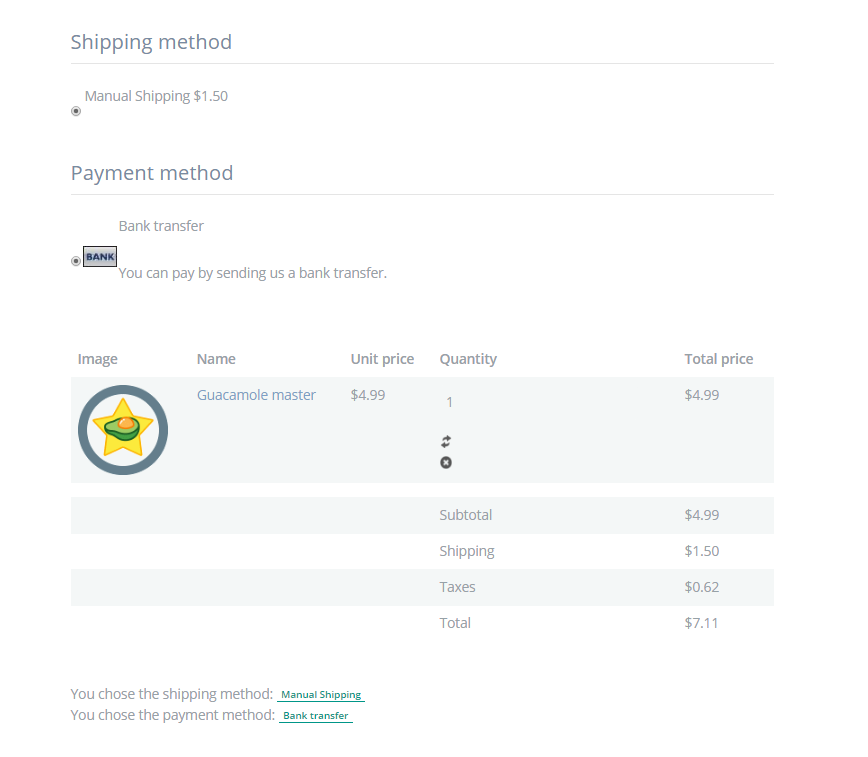 Shipping method
Manual Shipping $1.50
Payment method
Bank transfer
BANK
You can pay by sending us a bank transfer.
Image Name Unit price Quantity Total price
Guacamole master $4.99 1 $4.99
Subtotal $4.99
Shipping $1.50
Taxes $0.62
Total $7.11
You chose the shipping method: Manual Shipping
You chose the payment method: Bank transfer